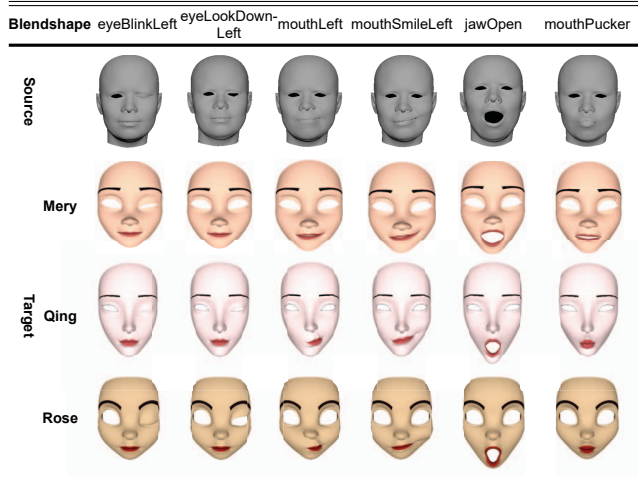 Blendshape eyeBlinkLeft eyeLookDown-Left mouthLeft mouthSmileLeft jawOpen mouthPucker
Source
Target
Mery
Qing
Rose